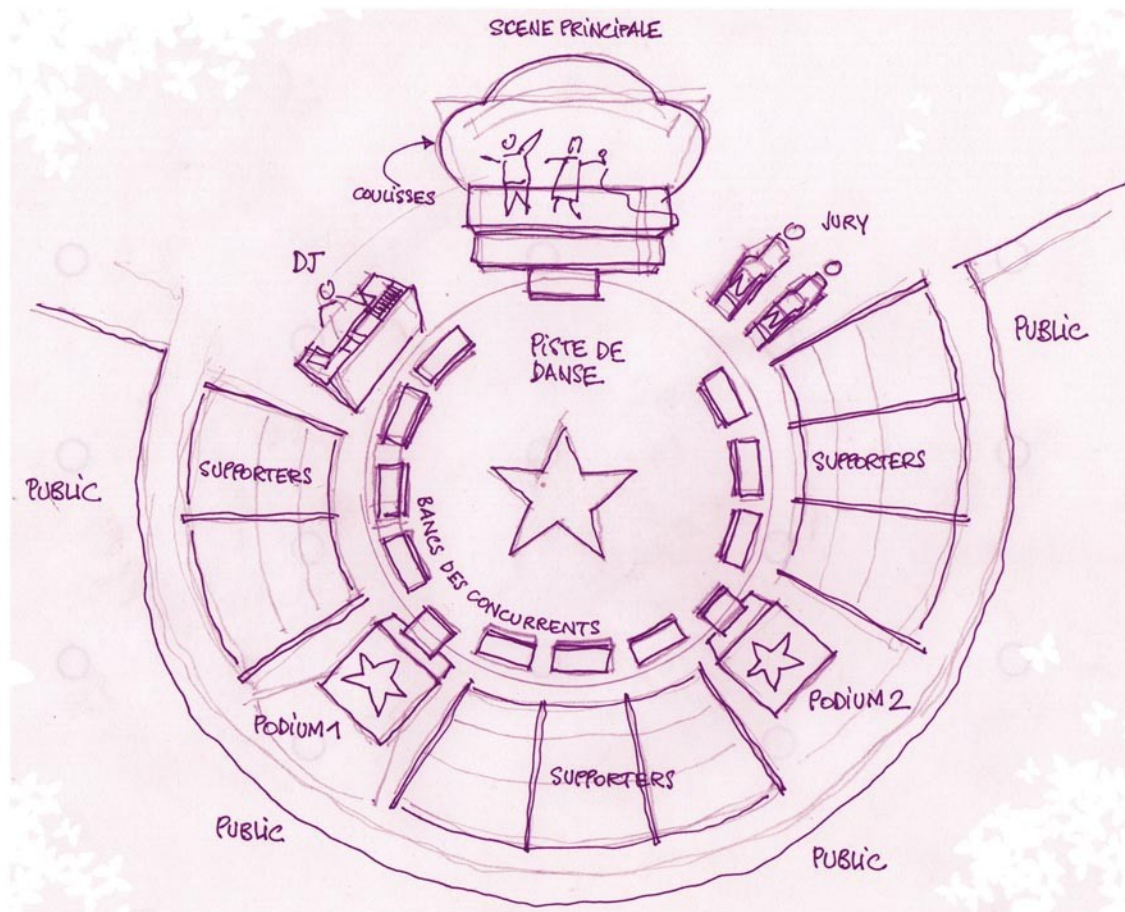 SCENE PRINCIPALE
COULISSES
JURY
DJ
PUBLIC
PISTE DE
DANSE
SUPPORTERS
SUPPORTERS
PUBLIC
BANCS DES CONCURRENTS
PODIUM 1
PODIUM 2
SUPPORTERS
PUBLIC
PUBLIC